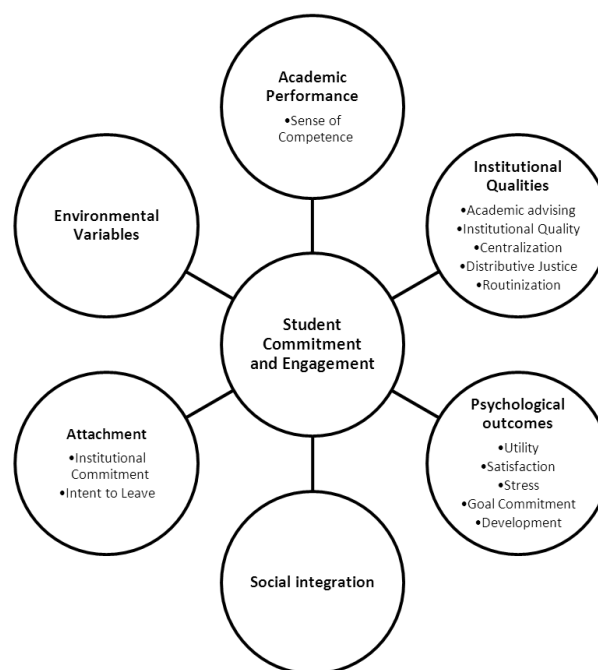 Academic
Performance
•Sense of
Competence
Institutional
Qualities
•Academic advising
•Institutional Quality
•Centralization
•Distributive Justice
•Routinization
Environmental
Variables
Student
Commitment
and Engagement
Attachment
•Institutional
Commitment
•Intent to Leave
Psychological
outcomes
•Utility
•Satisfaction
•Stress
•Goal Commitment
•Development
Social integration